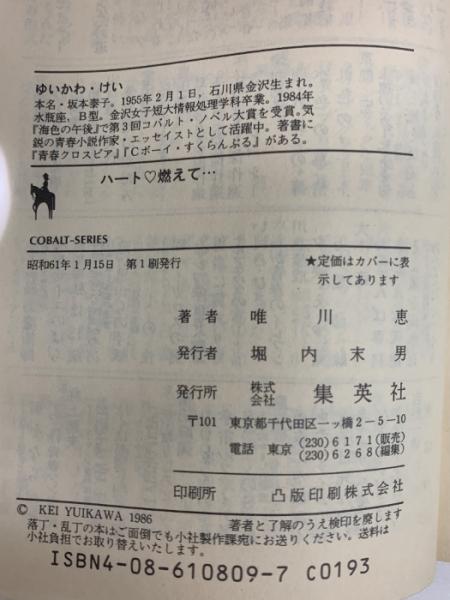 ゆいかわ・けい
本名・坂本泰子。1955年2月1日，石川県金沢生まれ。
水瓶座、B型。金沢女子短大情報処理学科卒業。1984年
『海色の午後』で第3回コバルト・ノベル大賞を受賞。気
鋭の青春小説作家・エッセイストとして活躍中。著書に
『青春クロスピア』『Cボーイ・すくらんぶる』がある。
ハート♡燃えて…
COBALT-SERIES
昭和61年1月15日 第1刷発行
★定価はカバーに表
示してあります
著者 唯川恵
発行者 堀内末男
発行所 株式会社 集英社
〒101 東京都千代田区一ツ橋2－5－10
電話 東京 (230)6171(販売)
(230)6268(編集)
印刷所 凸版印刷株式会社
© KEI YUIKAWA 1986
著者と了解のうえ検印を廃します
落丁・乱丁の本はご面倒でも小社製作課宛にお送りください。送料は
小社負担でお取り替えいたします。
ISBN4-08-610809-7 C0193